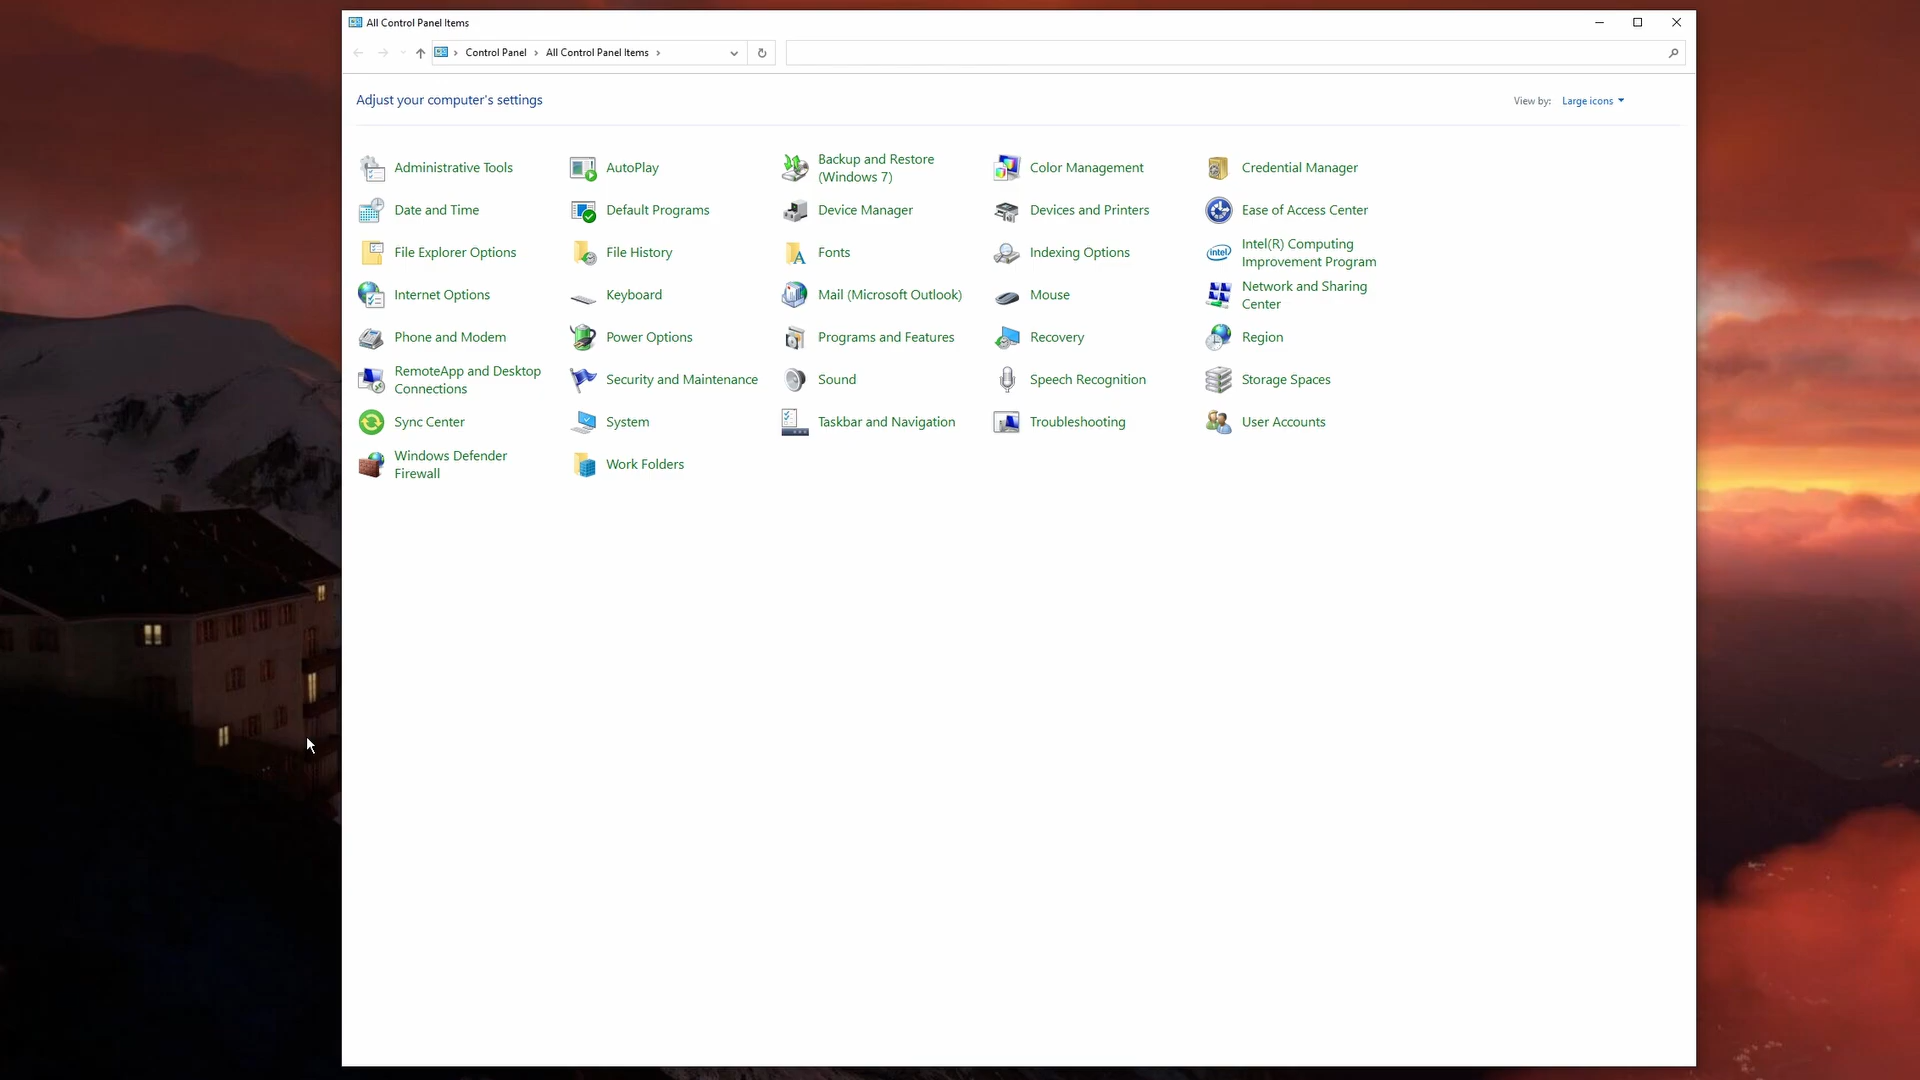 All Control Panel Items
Control Panel
All Control Panel Items
Adjust your computer's settings
View by:
Large icons
Administrative Tools
AutoPlay
Backup and Restore
(Windows 7)
Color Management
Credential Manager
Date and Time
Default Programs
Device Manager
Devices and Printers
Ease of Access Center
File Explorer Options
File History
Fonts
Indexing Options
intel
Intel(R) Computing
Improvement Program
Internet Options
Keyboard
Mail (Microsoft Outlook)
Mouse
Network and Sharing
Center
Phone and Modem
Power Options
Programs and Features
Recovery
Region
RemoteApp and Desktop
Connections
Security and Maintenance
Sound
Speech Recognition
Storage Spaces
Sync Center
System
Taskbar and Navigation
Troubleshooting
User Accounts
Windows Defender
Firewall
Work Folders